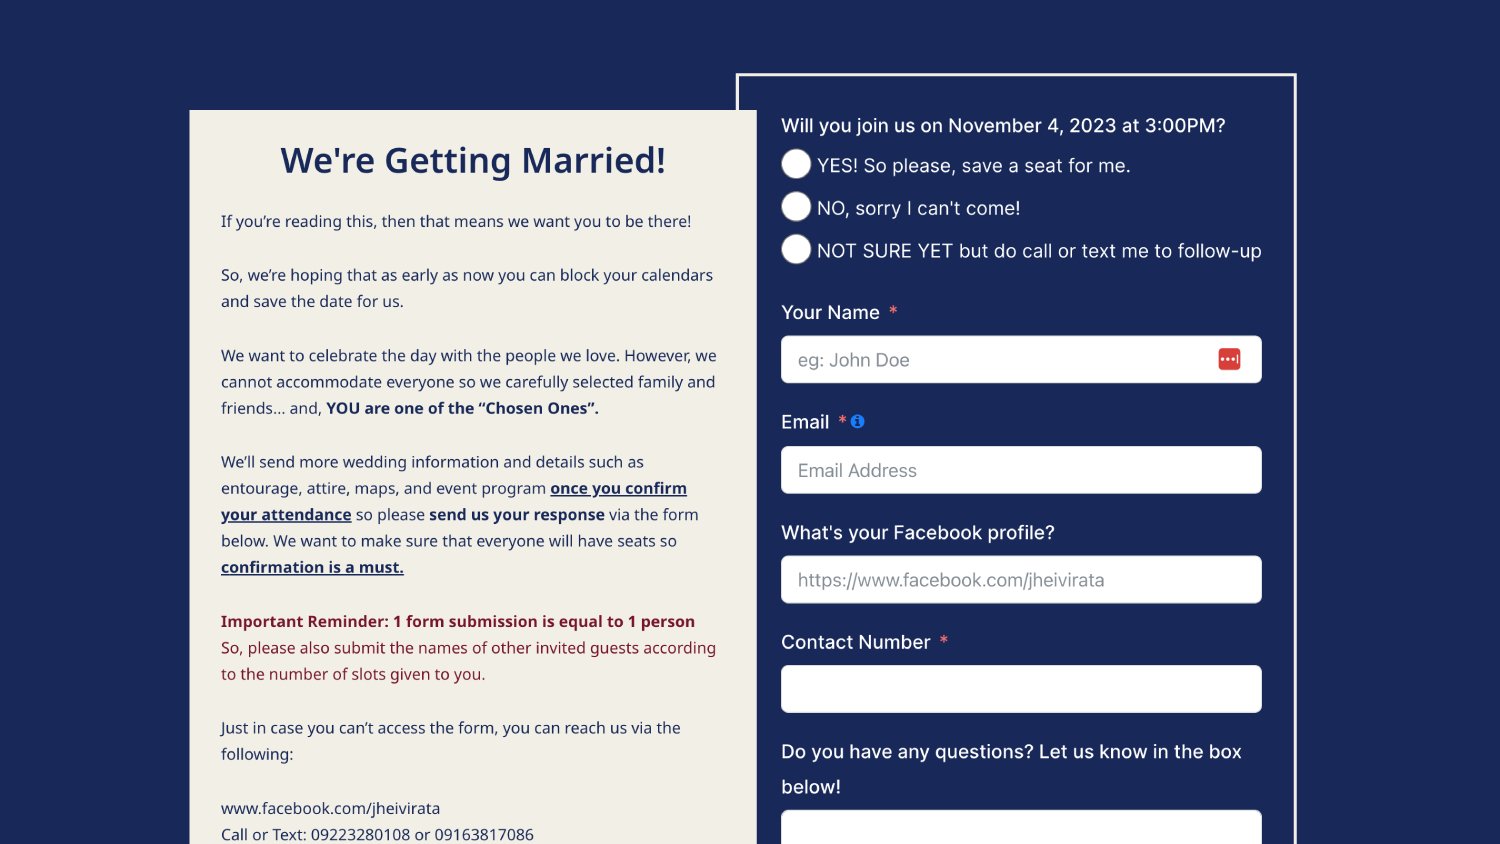 We're Getting Married!
If you’re reading this, then that means we want you to be there!
So, we’re hoping that as early as now you can block your calendars
and save the date for us.
We want to celebrate the day with the people we love. However, we
cannot accommodate everyone so we carefully selected family and
friends... and, YOU are one of the “Chosen Ones”.
We’ll send more wedding information and details such as
entourage, attire, maps, and event program once you confirm
your attendance so please send us your response via the form
below. We want to make sure that everyone will have seats so
confirmation is a must.
Important Reminder: 1 form submission is equal to 1 person
So, please also submit the names of other invited guests according
to the number of slots given to you.
Just in case you can’t access the form, you can reach us via the
following:
www.facebook.com/jheivirata
Call or Text: 09223280108 or 09163817086
Will you join us on November 4, 2023 at 3:00PM?
YES! So please, save a seat for me.
NO, sorry I can't come!
NOT SURE YET but do call or text me to follow-up
Your Name *
eg: John Doe
Email *
Email Address
What's your Facebook profile?
https://www.facebook.com/jheivirata
Contact Number *
Do you have any questions? Let us know in the box
below!